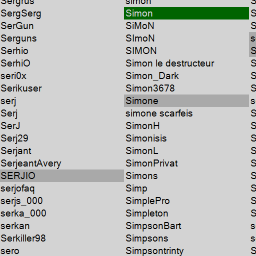 Sergrus
SergSerg
SerGun
Serguns
Serhio
SerhiO
seri0x
Serikuser
serj
Serj
SerJ
Serj29
Serjant
SerjeantAvery
SERJIO
serjofaq
serjs_000
serka_000
serkan
Serkiller98
sero
simon
Simon
SiMoN
SImoN
SIMON
Simon le destructeur
Simon_Dark
Simon3678
Simone
simone scarfeis
SimonH
Simonisis
SimonL
SimonPrivat
Simons
Simp
SimplePro
Simpleton
SimpsonBart
Simpsons
Simpsontrinty